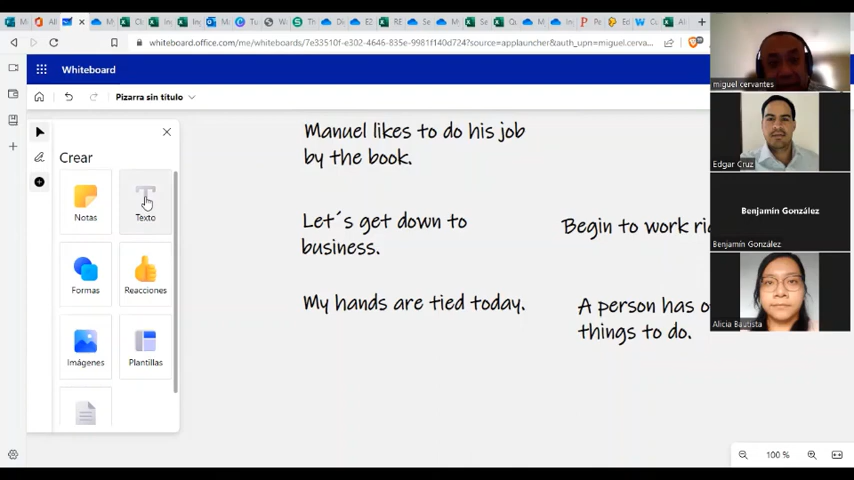 whiteboard.office.com/me/whiteboards/7e33510f-e302-4646-835e-9981f140d724?source=applauncher&auth_upn=miguel.cerva...
Whiteboard
Pizarra sin título
Crear
Notas
Texto
Formas
Reacciones
Imágenes
Plantillas
Manuel likes to do his job
by the book.
Let´s get down to
business.
Begin to work ri
My hands are tied today.
A person has o
things to do.
miguel cervantes
Edgar Cruz
Benjamín González
Benjamín González
Alicia Bautista
100 %